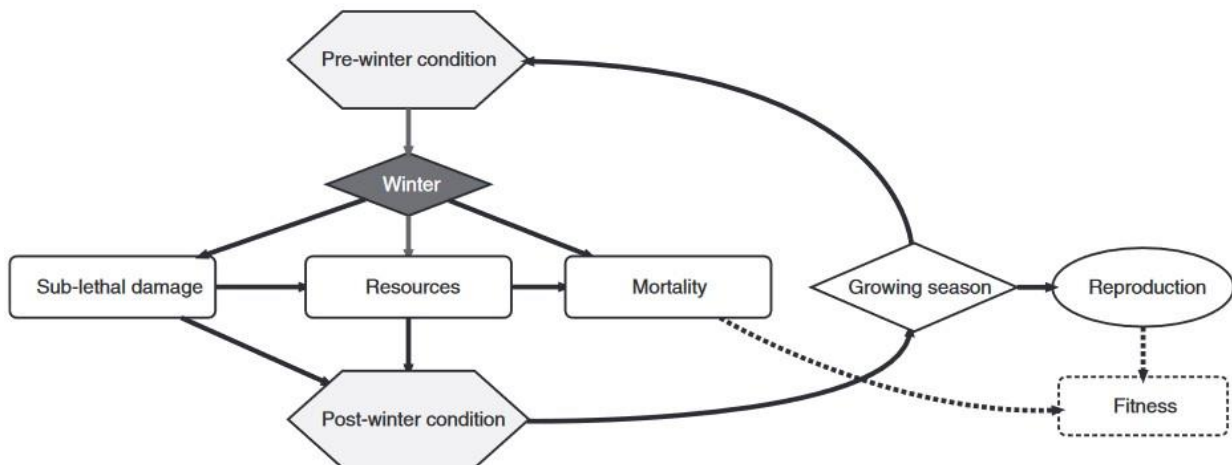 Pre-winter condition
Winter
Sub-lethal damage
Resources
Mortality
Growing season
Reproduction
Post-winter condition
Fitness